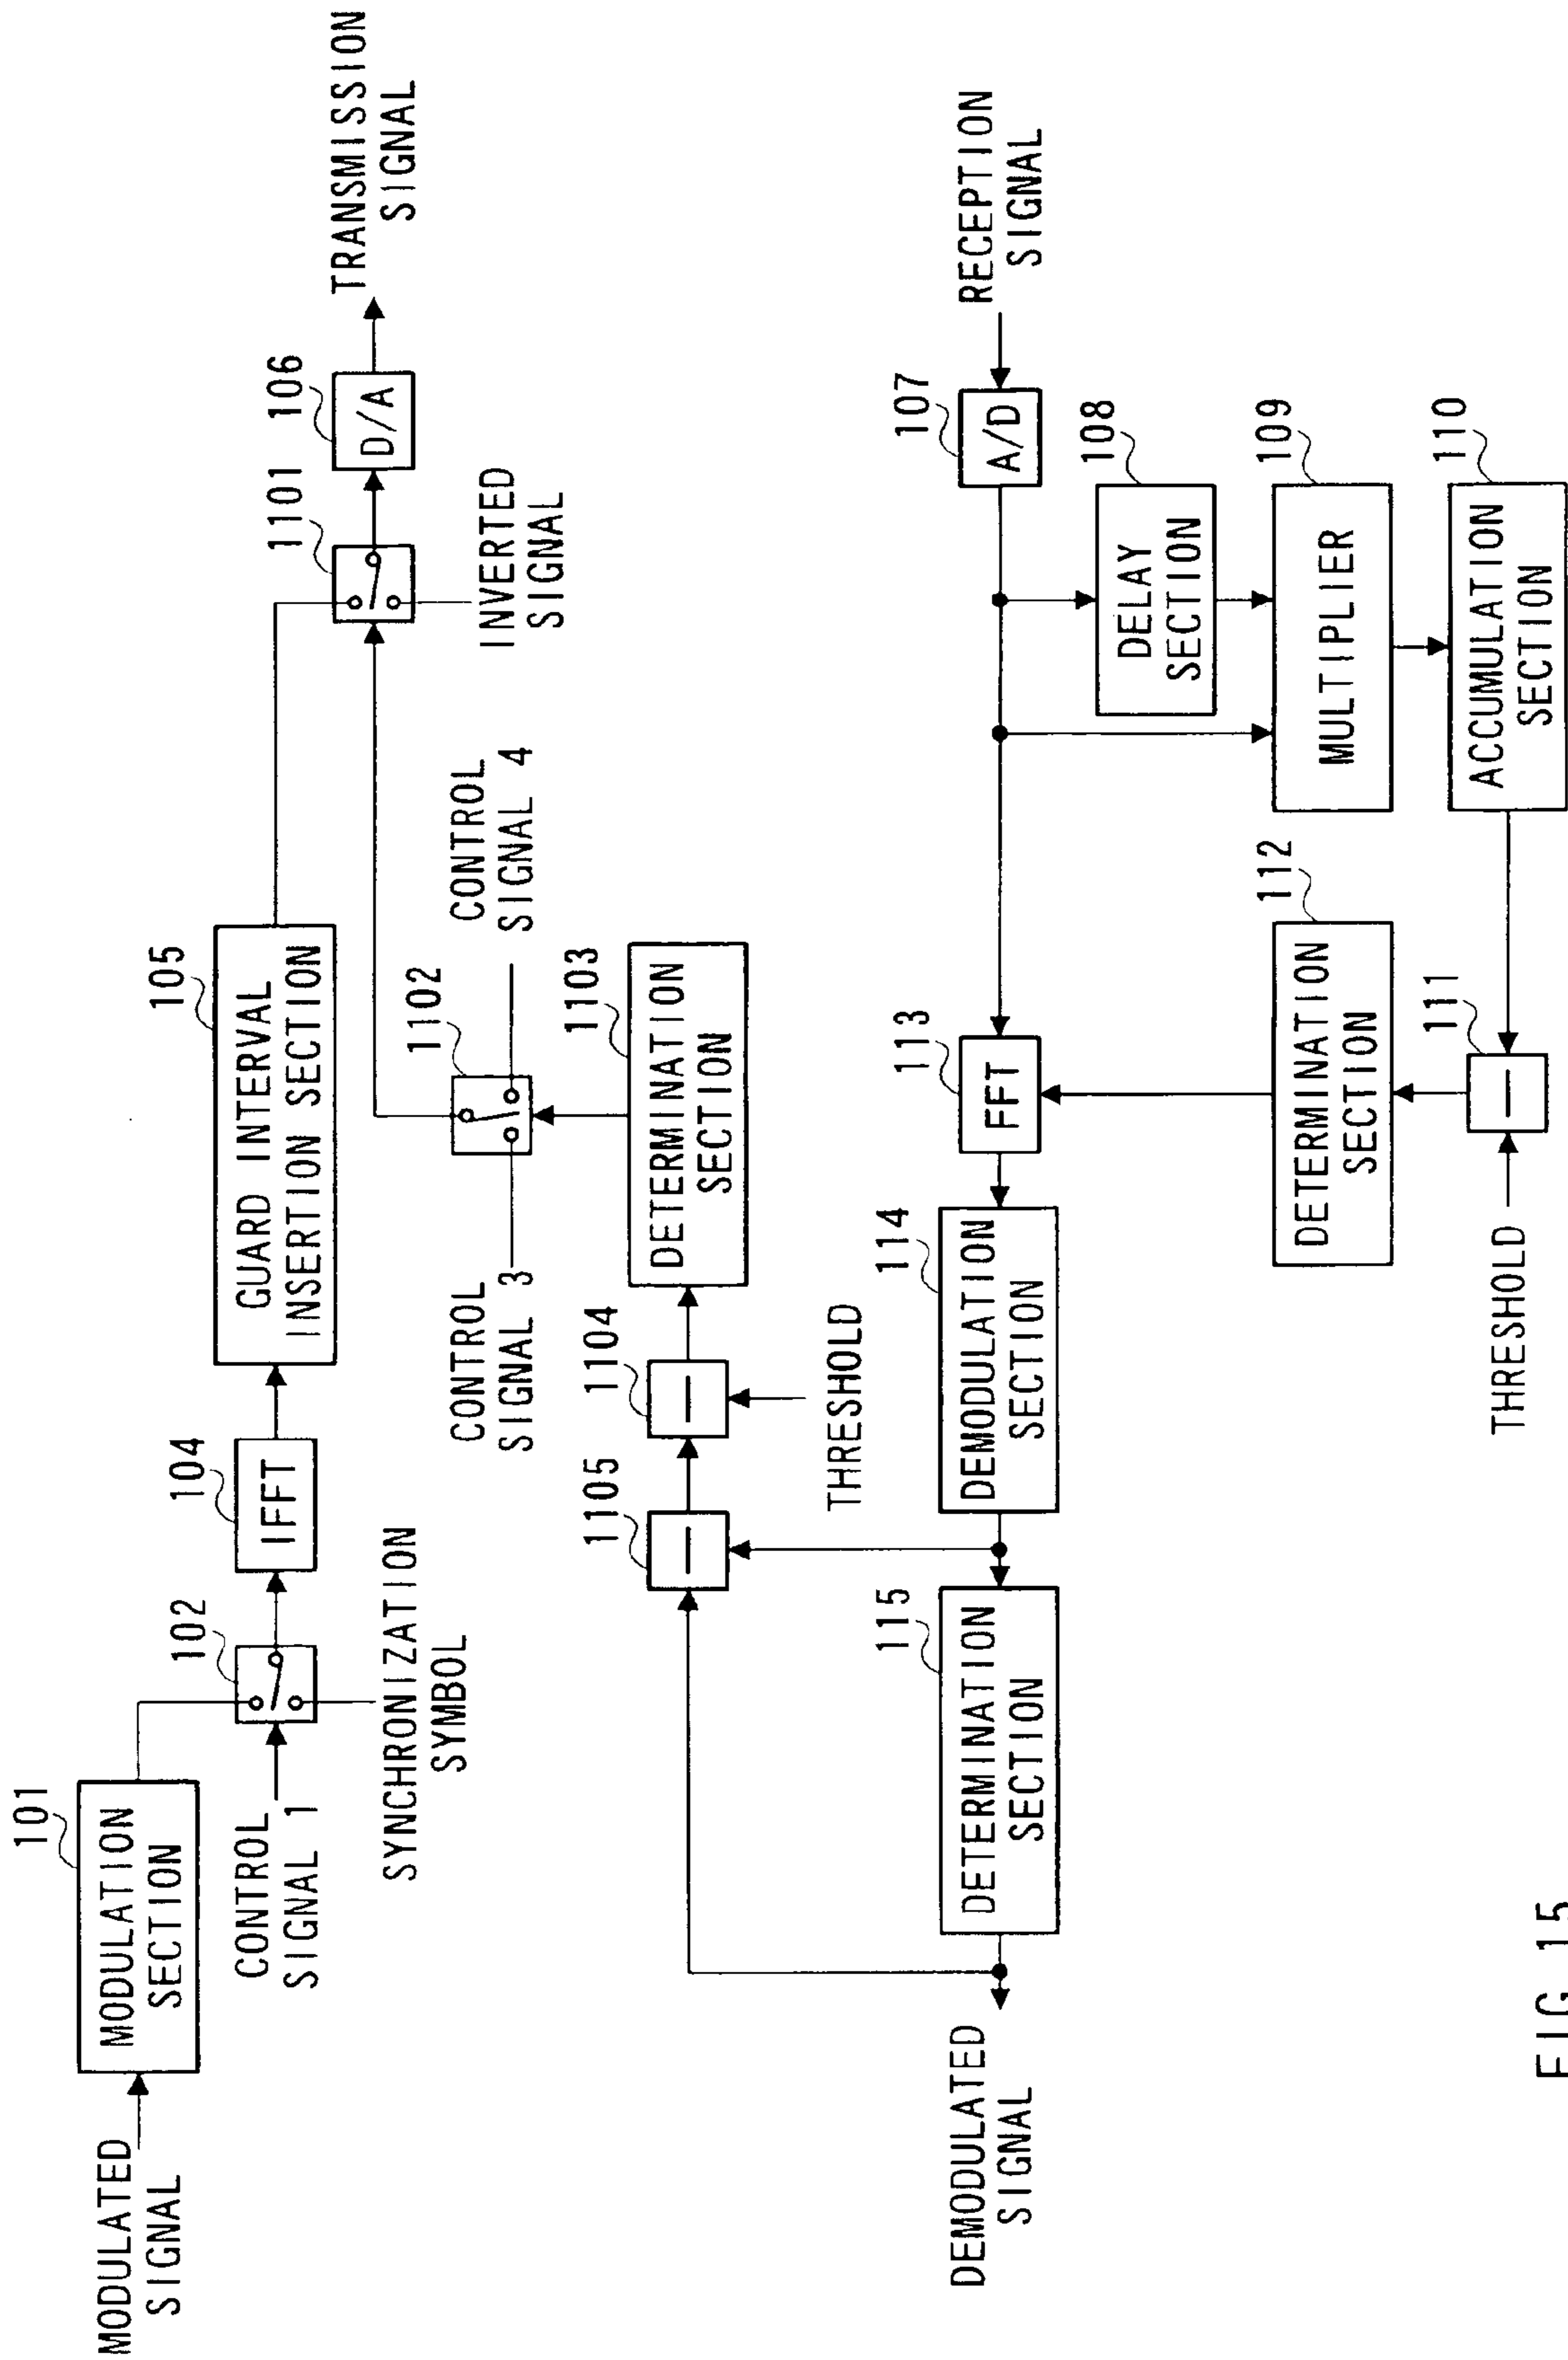 101
MODULATED
SIGNAL
MODULATION
SECTION
CONTROL
SIGNAL 1
102
SYNCHRONIZATION
SYMBOL
104
IFFT
105
GUARD INTERVAL
INSERTION SECTION
1101
INVERTED
SIGNAL
106
D/A
TRANSMISSION
SIGNAL
CONTROL
SIGNAL 3
1102
CONTROL
SIGNAL 4
1105
1104
THRESHOLD
1103
DETERMINATION
SECTION
DEMODULATED
SIGNAL
115
DETERMINATION
SECTION
114
DEMODULATION
SECTION
113
FFT
107
A/D
RECEPTION
SIGNAL
108
DELAY
SECTION
109
MULTIPLIER
110
ACCUMULATION
SECTION
112
DETERMINATION
SECTION
111
THRESHOLD
FIG.15